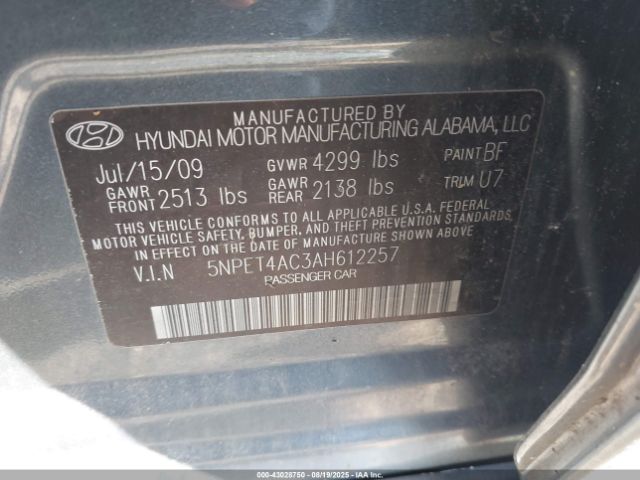 MANUFACTURED BY
HYUNDAI MOTOR MANUFACTURING ALABAMA, LLC
Jul/15/09 GVWR 4299 lbs PAINT BF
GAWR FRONT 2513 lbs GAWR REAR 2138 lbs TRIM U7
THIS VEHICLE CONFORMS TO ALL APPLICABLE U.S.A. FEDERAL
MOTOR VEHICLE SAFETY, BUMPER, AND THEFT PREVENTION STANDARDS
IN EFFECT ON THE DATE OF MANUFACTURE SHOWN ABOVE.
V.I.N 5NPET4AC3AH612257
PASSENGER CAR
000-43028750 - 08/19/2025 - IAAI.COM